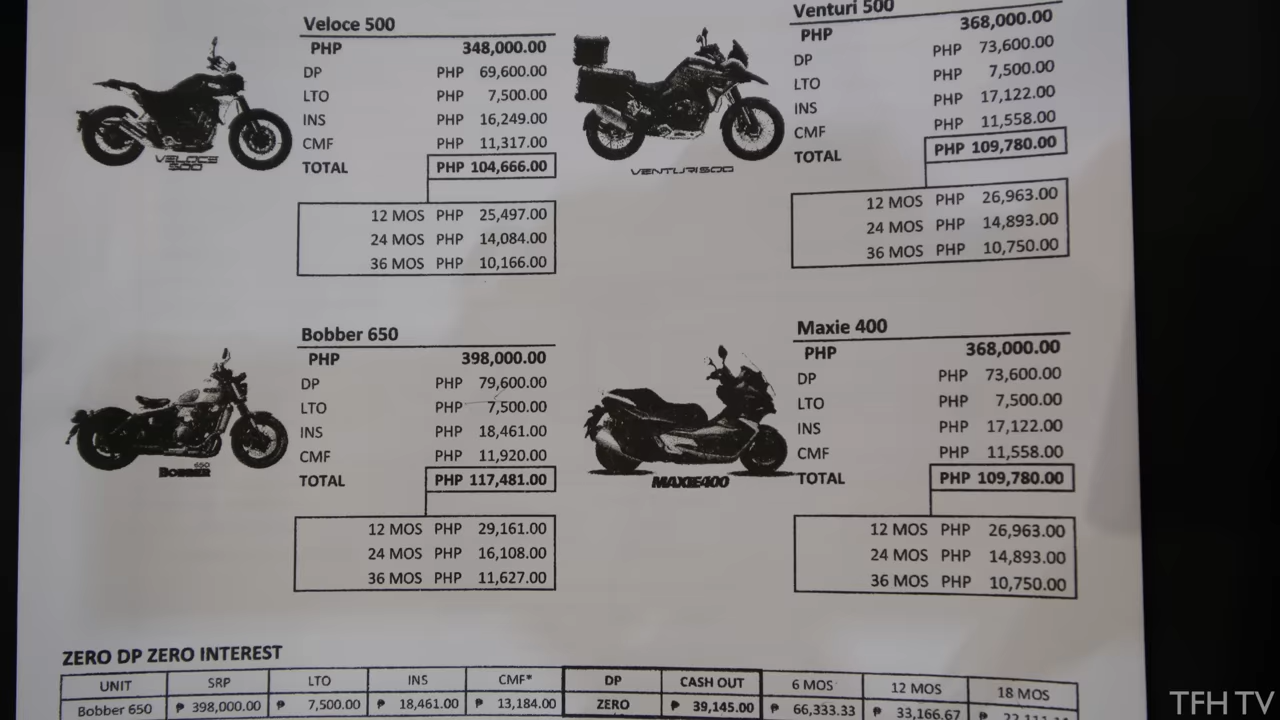 Veloce 500
PHP 348,000.00
DP PHP 69,600.00
LTO PHP 7,500.00
INS PHP 16,249.00
CMF PHP 11,317.00
TOTAL PHP 104,666.00
12 MOS PHP 25,497.00
24 MOS PHP 14,084.00
36 MOS PHP 10,166.00
VELOCE
500
Venturi 500
PHP 368,000.00
DP PHP 73,600.00
LTO PHP 7,500.00
INS PHP 17,122.00
CMF PHP 11,558.00
TOTAL PHP 109,780.00
12 MOS PHP 26,963.00
24 MOS PHP 14,893.00
36 MOS PHP 10,750.00
VENTURI500
Bobber 650
PHP 398,000.00
DP PHP 79,600.00
LTO PHP 7,500.00
INS PHP 18,461.00
CMF PHP 11,920.00
TOTAL PHP 117,481.00
12 MOS PHP 29,161.00
24 MOS PHP 16,108.00
36 MOS PHP 11,627.00
650
BOBBER
Maxie 400
PHP 368,000.00
DP PHP 73,600.00
LTO PHP 7,500.00
INS PHP 17,122.00
CMF PHP 11,558.00
TOTAL PHP 109,780.00
12 MOS PHP 26,963.00
24 MOS PHP 14,893.00
36 MOS PHP 10,750.00
MAXIE400
ZERO DP ZERO INTEREST
UNIT SRP LTO INS CMF* DP CASH OUT 6 MOS 12 MOS 18 MOS
Bobber 650 ₱ 398,000.00 ₱ 7,500.00 ₱ 18,461.00 ₱ 13,184.00 ZERO ₱ 39,145.00 ₱ 66,333.33 ₱ 33,166.67 ₱
TFH TV